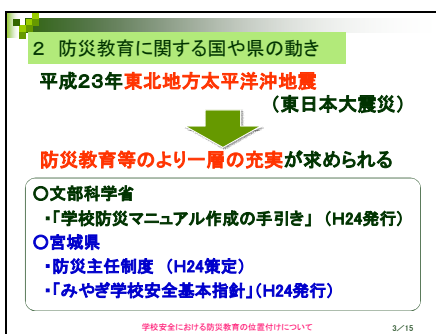 2 防災教育に関する国や県の動き
平成23年東北地方太平洋沖地震
(東日本大震災)
防災教育等のより一層の充実が求められる
○文部科学省
・「学校防災マニュアル作成の手引き」 (H24発行)
○宮城県
・防災主任制度 (H24策定)
・「みやぎ学校安全基本指針」(H24発行)
学校安全における防災教育の位置付けについて
3/15